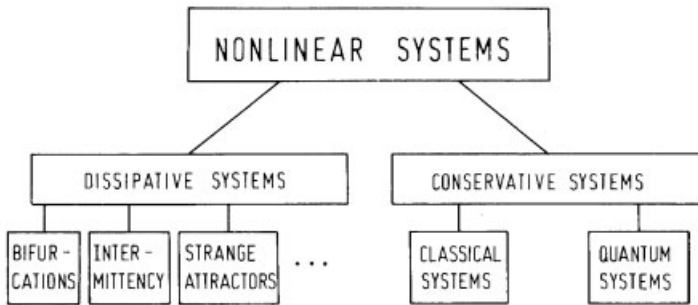 NONLINEAR SYSTEMS
DISSIPATIVE SYSTEMS
CONSERVATIVE SYSTEMS
BIFUR-
CATIONS
INTER-
MITTENCY
STRANGE
ATTRACTORS
...
CLASSICAL
SYSTEMS
QUANTUM
SYSTEMS